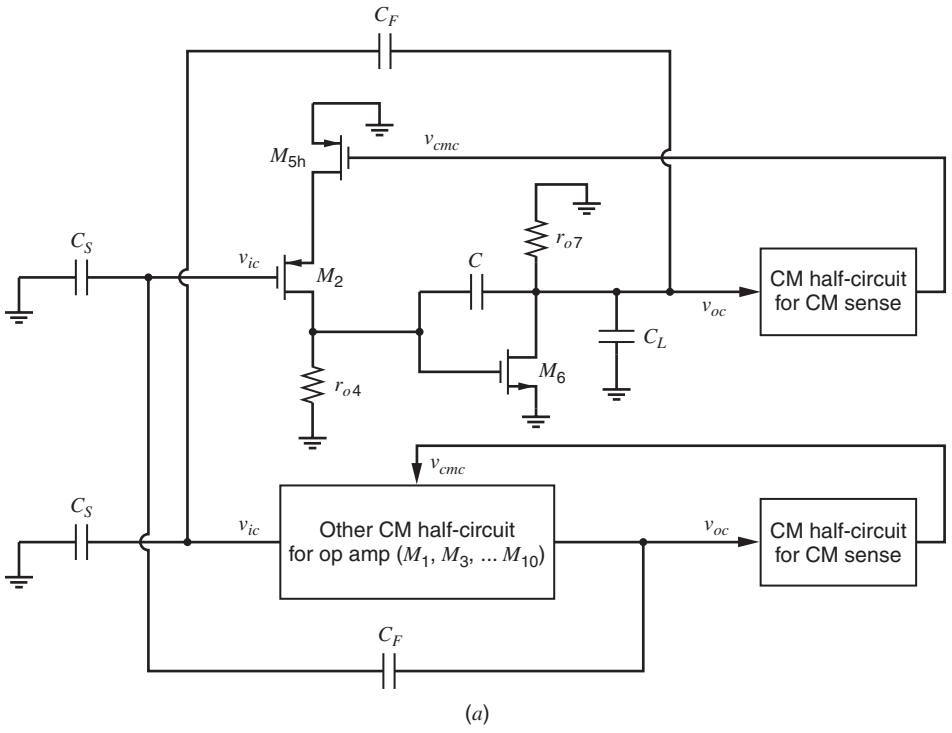 C_F
M_5h
v_cmc
C_S
v_ic
M_2
C
r_o7
v_oc
CM half-circuit
for CM sense
C_L
r_o4
M_6
v_cmc
C_S
v_ic
Other CM half-circuit
for op amp (M_1, M_3, ... M_10)
v_oc
CM half-circuit
for CM sense
C_F
(a)